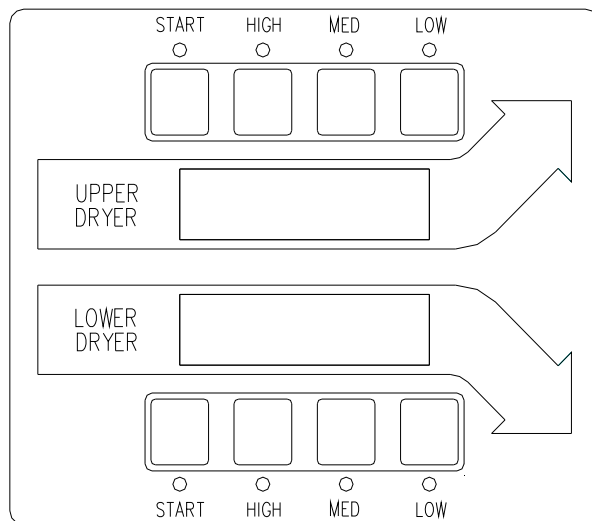 START HIGH MED LOW
UPPER
DRYER
LOWER
DRYER
START HIGH MED LOW